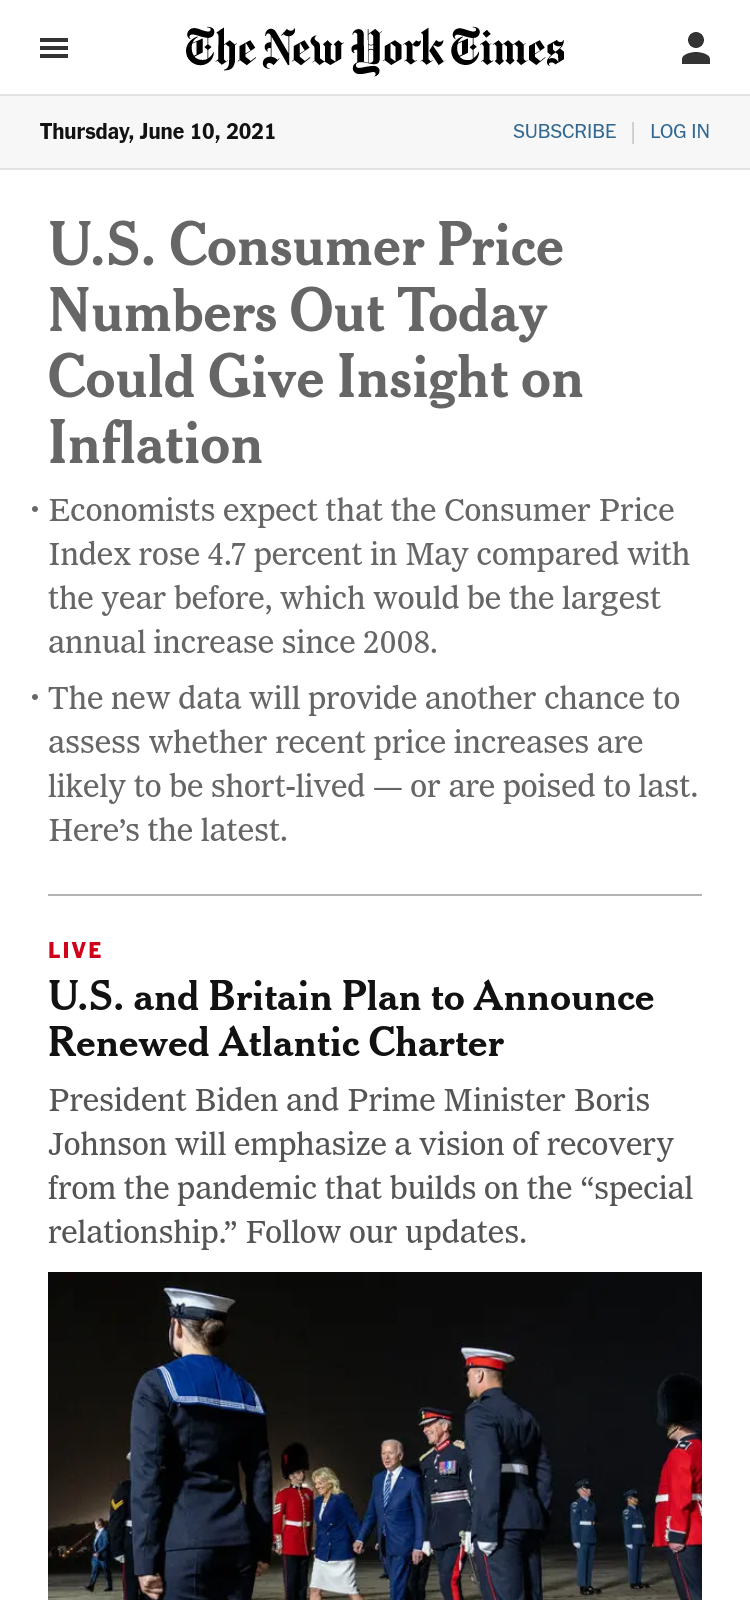 The New York Times
Thursday, June 10, 2021
SUBSCRIBE | LOG IN
U.S. Consumer Price
Numbers Out Today
Could Give Insight on
Inflation
• Economists expect that the Consumer Price
Index rose 4.7 percent in May compared with
the year before, which would be the largest
annual increase since 2008.
• The new data will provide another chance to
assess whether recent price increases are
likely to be short-lived — or are poised to last.
Here’s the latest.
LIVE
U.S. and Britain Plan to Announce
Renewed Atlantic Charter
President Biden and Prime Minister Boris
Johnson will emphasize a vision of recovery
from the pandemic that builds on the “special
relationship.” Follow our updates.